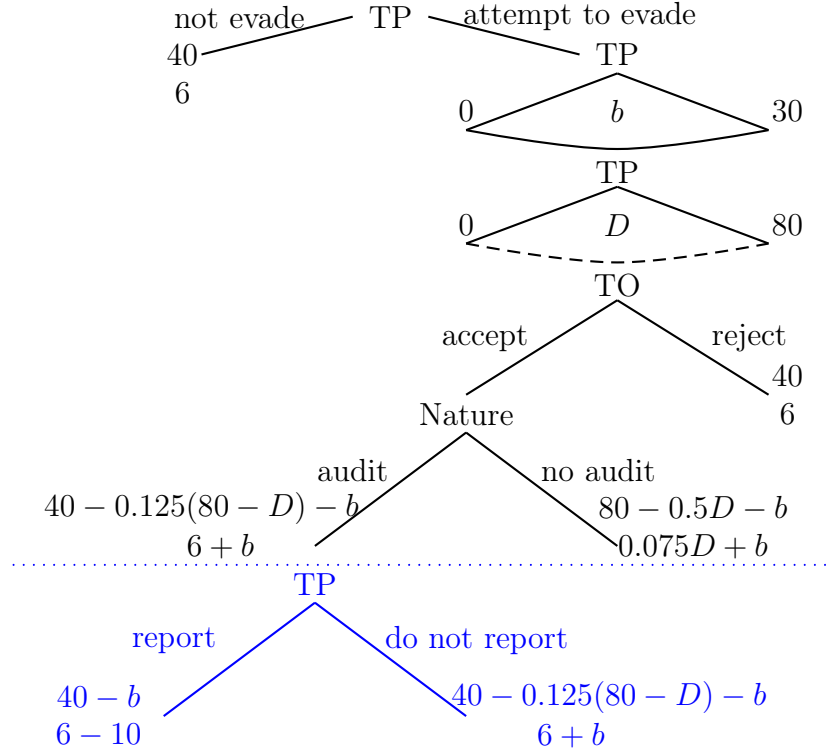 not evade TP attempt to evade
40 TP
6
0 b 30
TP
0 D 80
TO
accept reject
40
Nature 6
audit no audit
40 − 0.125(80 − D) − b 80 − 0.5D − b
6 + b 0.075D + b
TP
report do not report
40 − b 40 − 0.125(80 − D) − b
6 − 10 6 + b